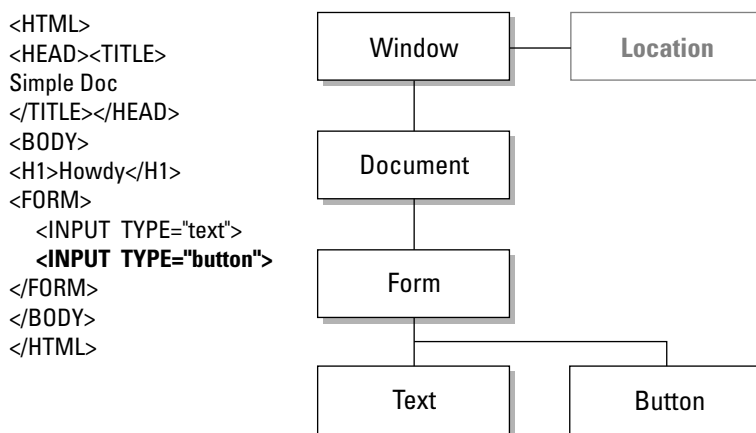 <HTML>
<HEAD><TITLE>
Simple Doc
</TITLE></HEAD>
<BODY>
<H1>Howdy</H1>
<FORM>
<INPUT TYPE="text">
<INPUT TYPE="button">
</FORM>
</BODY>
</HTML>
Window
Location
Document
Form
Text
Button